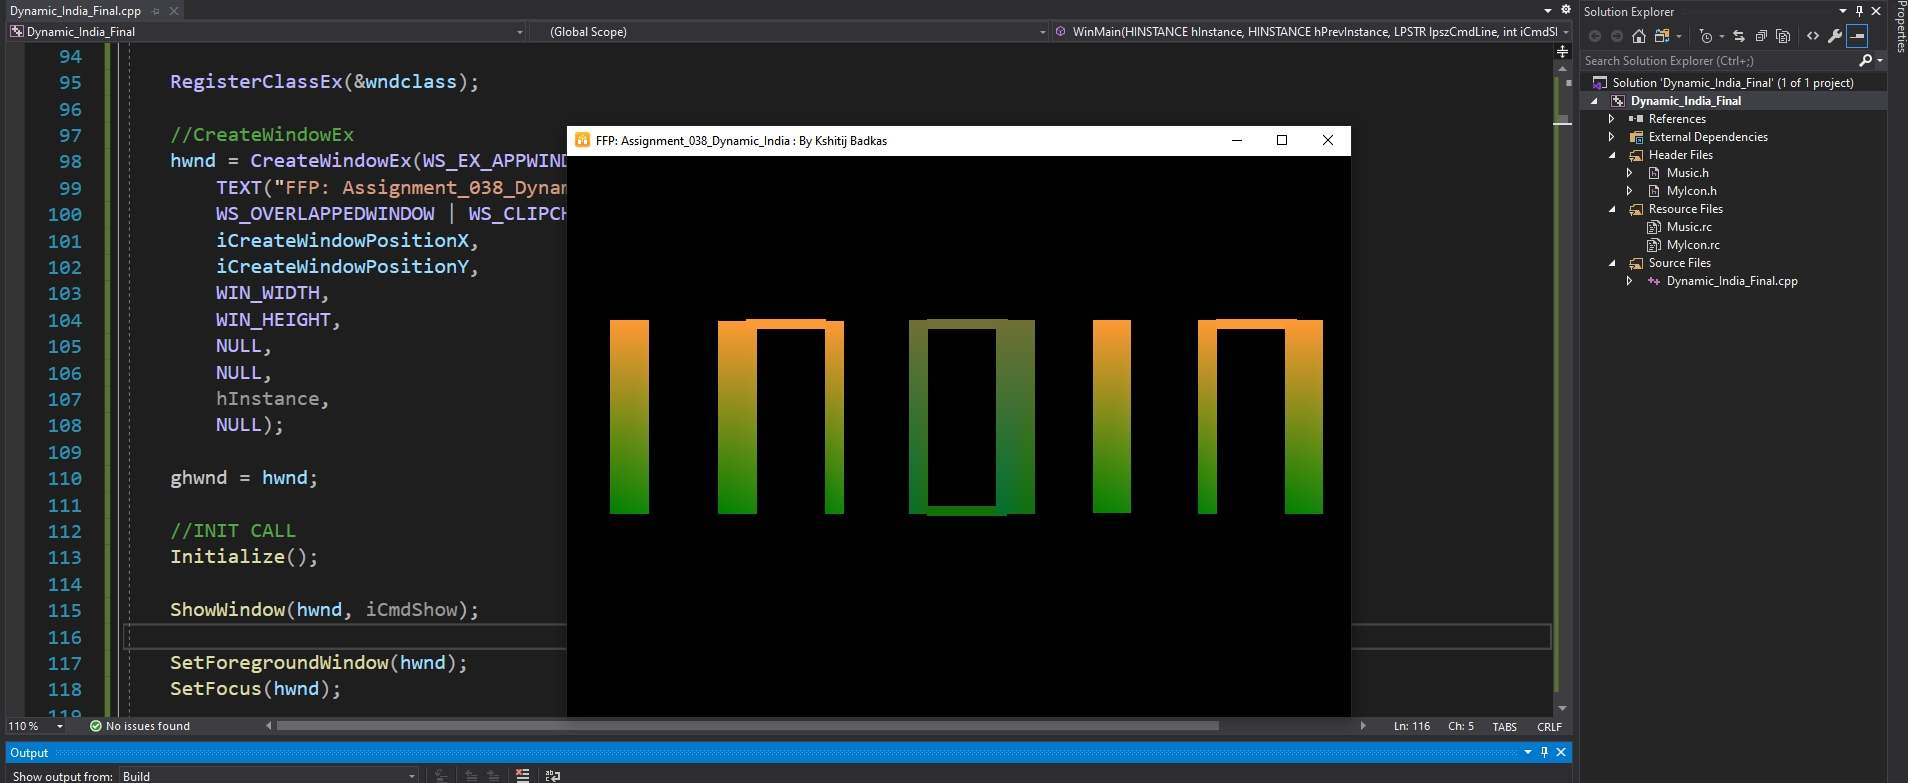 Dynamic_India_Final.cpp
Dynamic_India_Final
(Global Scope)
WinMain(HINSTANCE hInstance, HINSTANCE hPrevInstance, LPSTR lpszCmdLine, int iCmdSl
94
95 RegisterClassEx(&wndclass);
96
97 //CreateWindowEx
98 hwnd = CreateWindowEx(WS_EX_APPWIND
99 TEXT("FFP: Assignment_038_Dynam
100 WS_OVERLAPPEDWINDOW | WS_CLIPCH
101 iCreateWindowPositionX,
102 iCreateWindowPositionY,
103 WIN_WIDTH,
104 WIN_HEIGHT,
105 NULL,
106 NULL,
107 hInstance,
108 NULL);
109
110 ghwnd = hwnd;
111
112 //INIT CALL
113 Initialize();
114
115 ShowWindow(hwnd, iCmdShow);
116
117 SetForegroundWindow(hwnd);
118 SetFocus(hwnd);
119
FFP: Assignment_038_Dynamic_India : By Kshitij Badkas
INDIA
110 %
No issues found
Ln: 116 Ch: 5 TABS CRLF
Output
Show output from: Build
Solution Explorer
Search Solution Explorer (Ctrl+;)
Solution 'Dynamic_India_Final' (1 of 1 project)
Dynamic_India_Final
References
External Dependencies
Header Files
Music.h
MyIcon.h
Resource Files
Music.rc
MyIcon.rc
Source Files
Dynamic_India_Final.cpp
Properties